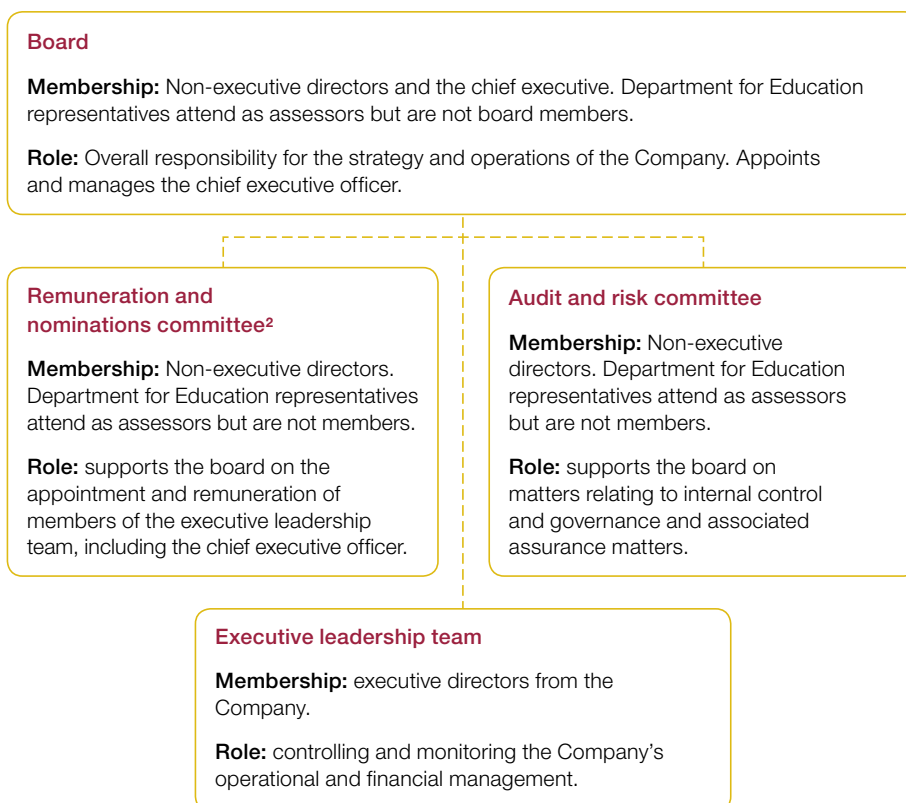 Board
Membership: Non-executive directors and the chief executive. Department for Education
representatives attend as assessors but are not board members.
Role: Overall responsibility for the strategy and operations of the Company. Appoints
and manages the chief executive officer.
Remuneration and
nominations committee²
Membership: Non-executive directors.
Department for Education representatives
attend as assessors but are not members.
Role: supports the board on the
appointment and remuneration of
members of the executive leadership
team, including the chief executive officer.
Audit and risk committee
Membership: Non-executive
directors. Department for Education
representatives attend as assessors
but are not members.
Role: supports the board on
matters relating to internal control
and governance and associated
assurance matters.
Executive leadership team
Membership: executive directors from the
Company.
Role: controlling and monitoring the Company's
operational and financial management.